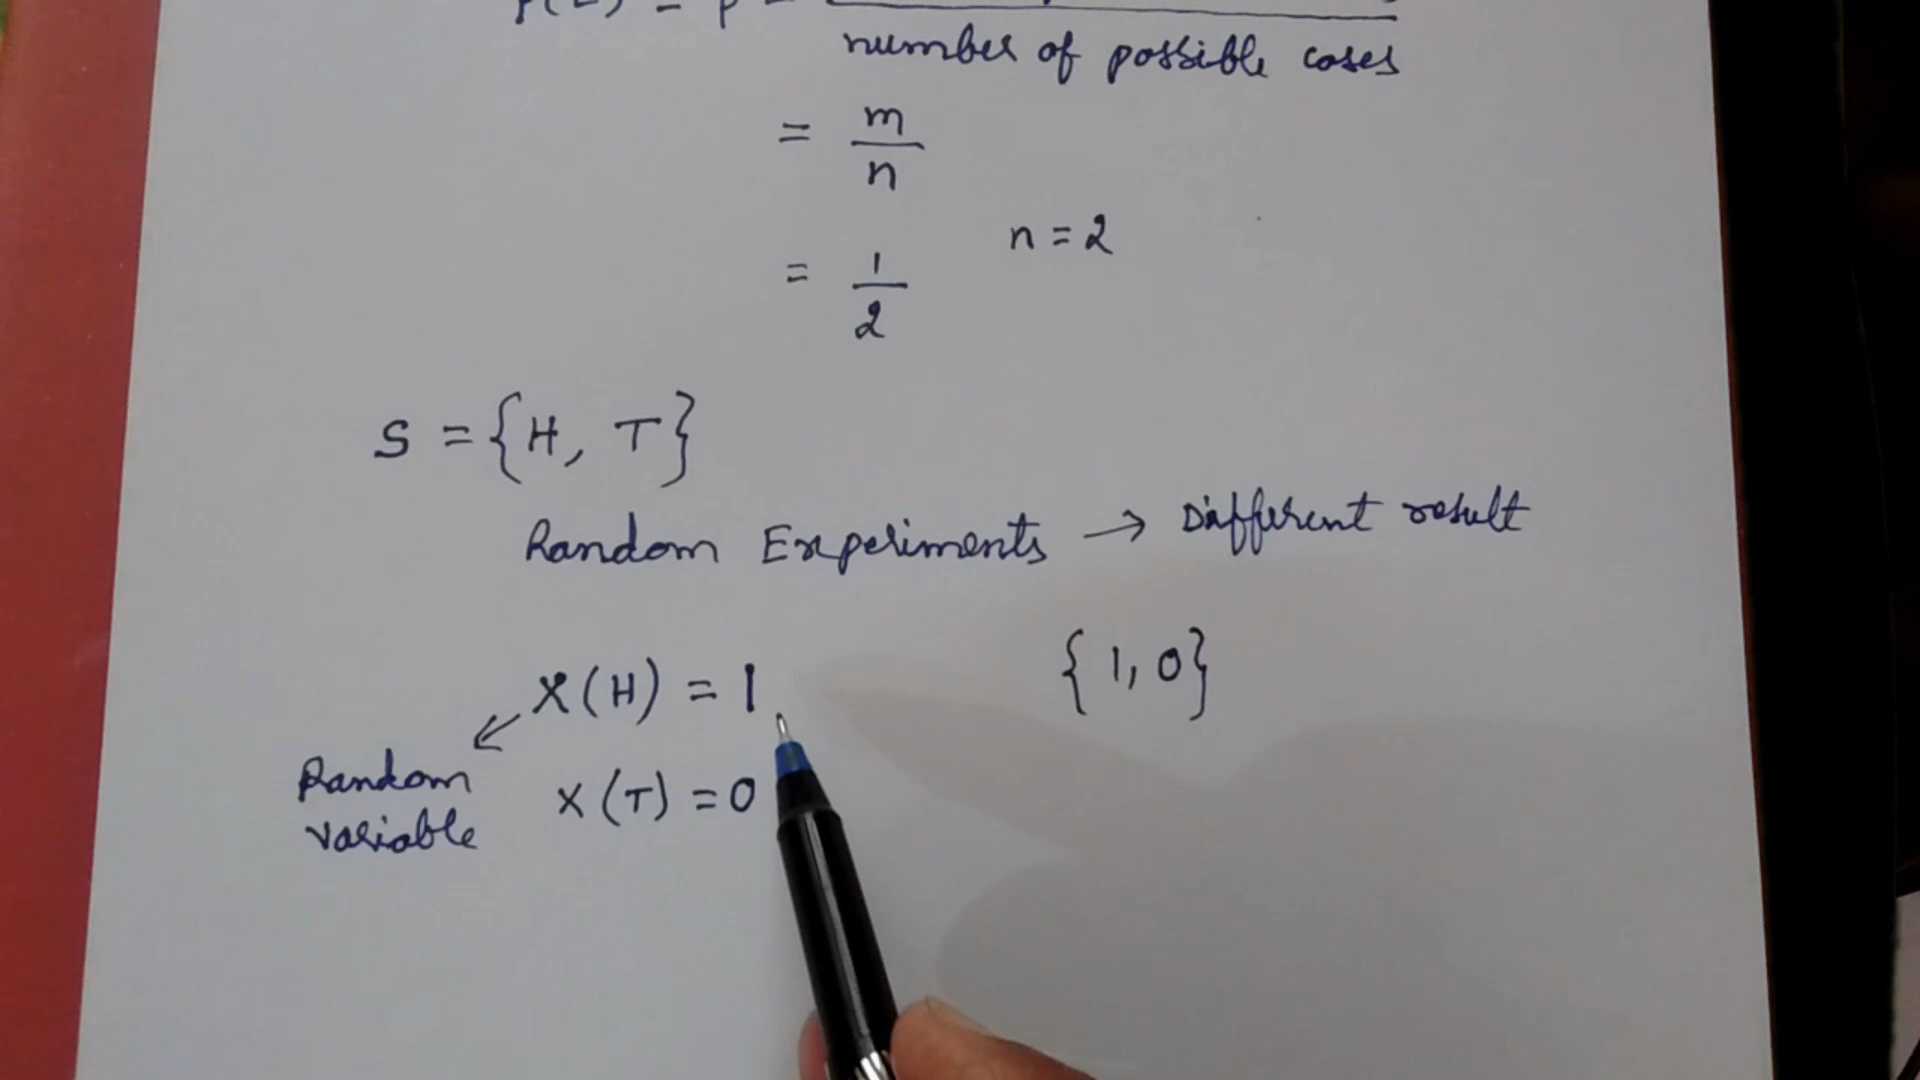 = p =
number of possible cases
= m/n
n = 2
= 1/2
S = {H, T}
Random Experiments → Different result
X(H) = 1
{1, 0}
Random
variable
X(T) = 0